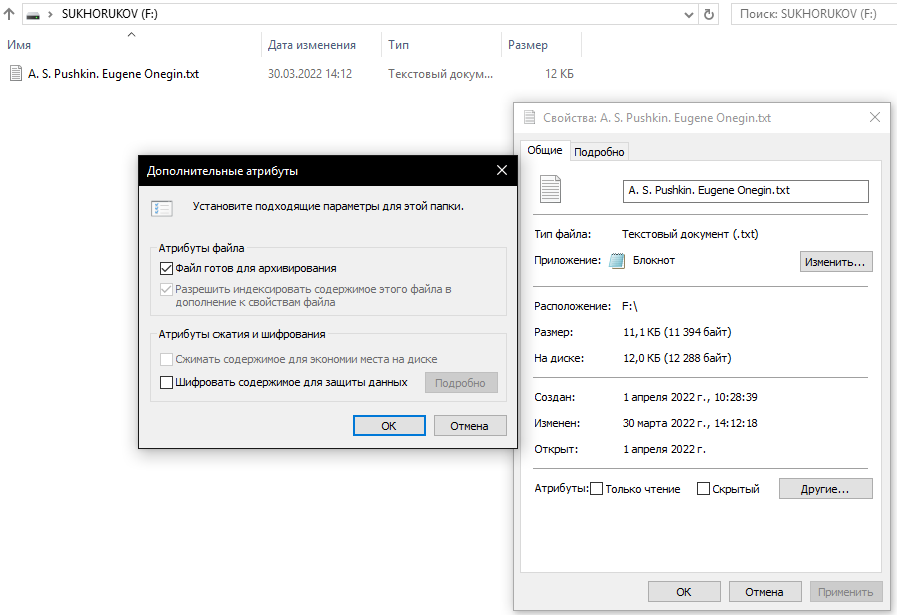 SUKHORUKOV (F:)
Поиск: SUKHORUKOV (F:)
Имя
Дата изменения
Тип
Размер
A. S. Pushkin. Eugene Onegin.txt
30.03.2022 14:12
Текстовый докум...
12 КБ
Свойства: A. S. Pushkin. Eugene Onegin.txt
Общие
Подробно
A. S. Pushkin. Eugene Onegin.txt
Тип файла:
Текстовый документ (.txt)
Приложение:
Блокнот
Изменить...
Расположение:
F:\
Размер:
11,1 КБ (11 394 байт)
На диске:
12,0 КБ (12 288 байт)
Создан:
1 апреля 2022 г., 10:28:39
Изменен:
30 марта 2022 г., 14:12:18
Открыт:
1 апреля 2022 г.
Атрибуты:
Только чтение
Скрытый
Другие...
ОК
Отмена
Применить
Дополнительные атрибуты
Установите подходящие параметры для этой папки.
Атрибуты файла
Файл готов для архивирования
Разрешить индексировать содержимое этого файла в
дополнение к свойствам файла
Атрибуты сжатия и шифрования
Сжимать содержимое для экономии места на диске
Шифровать содержимое для защиты данных
Подробно
ОК
Отмена